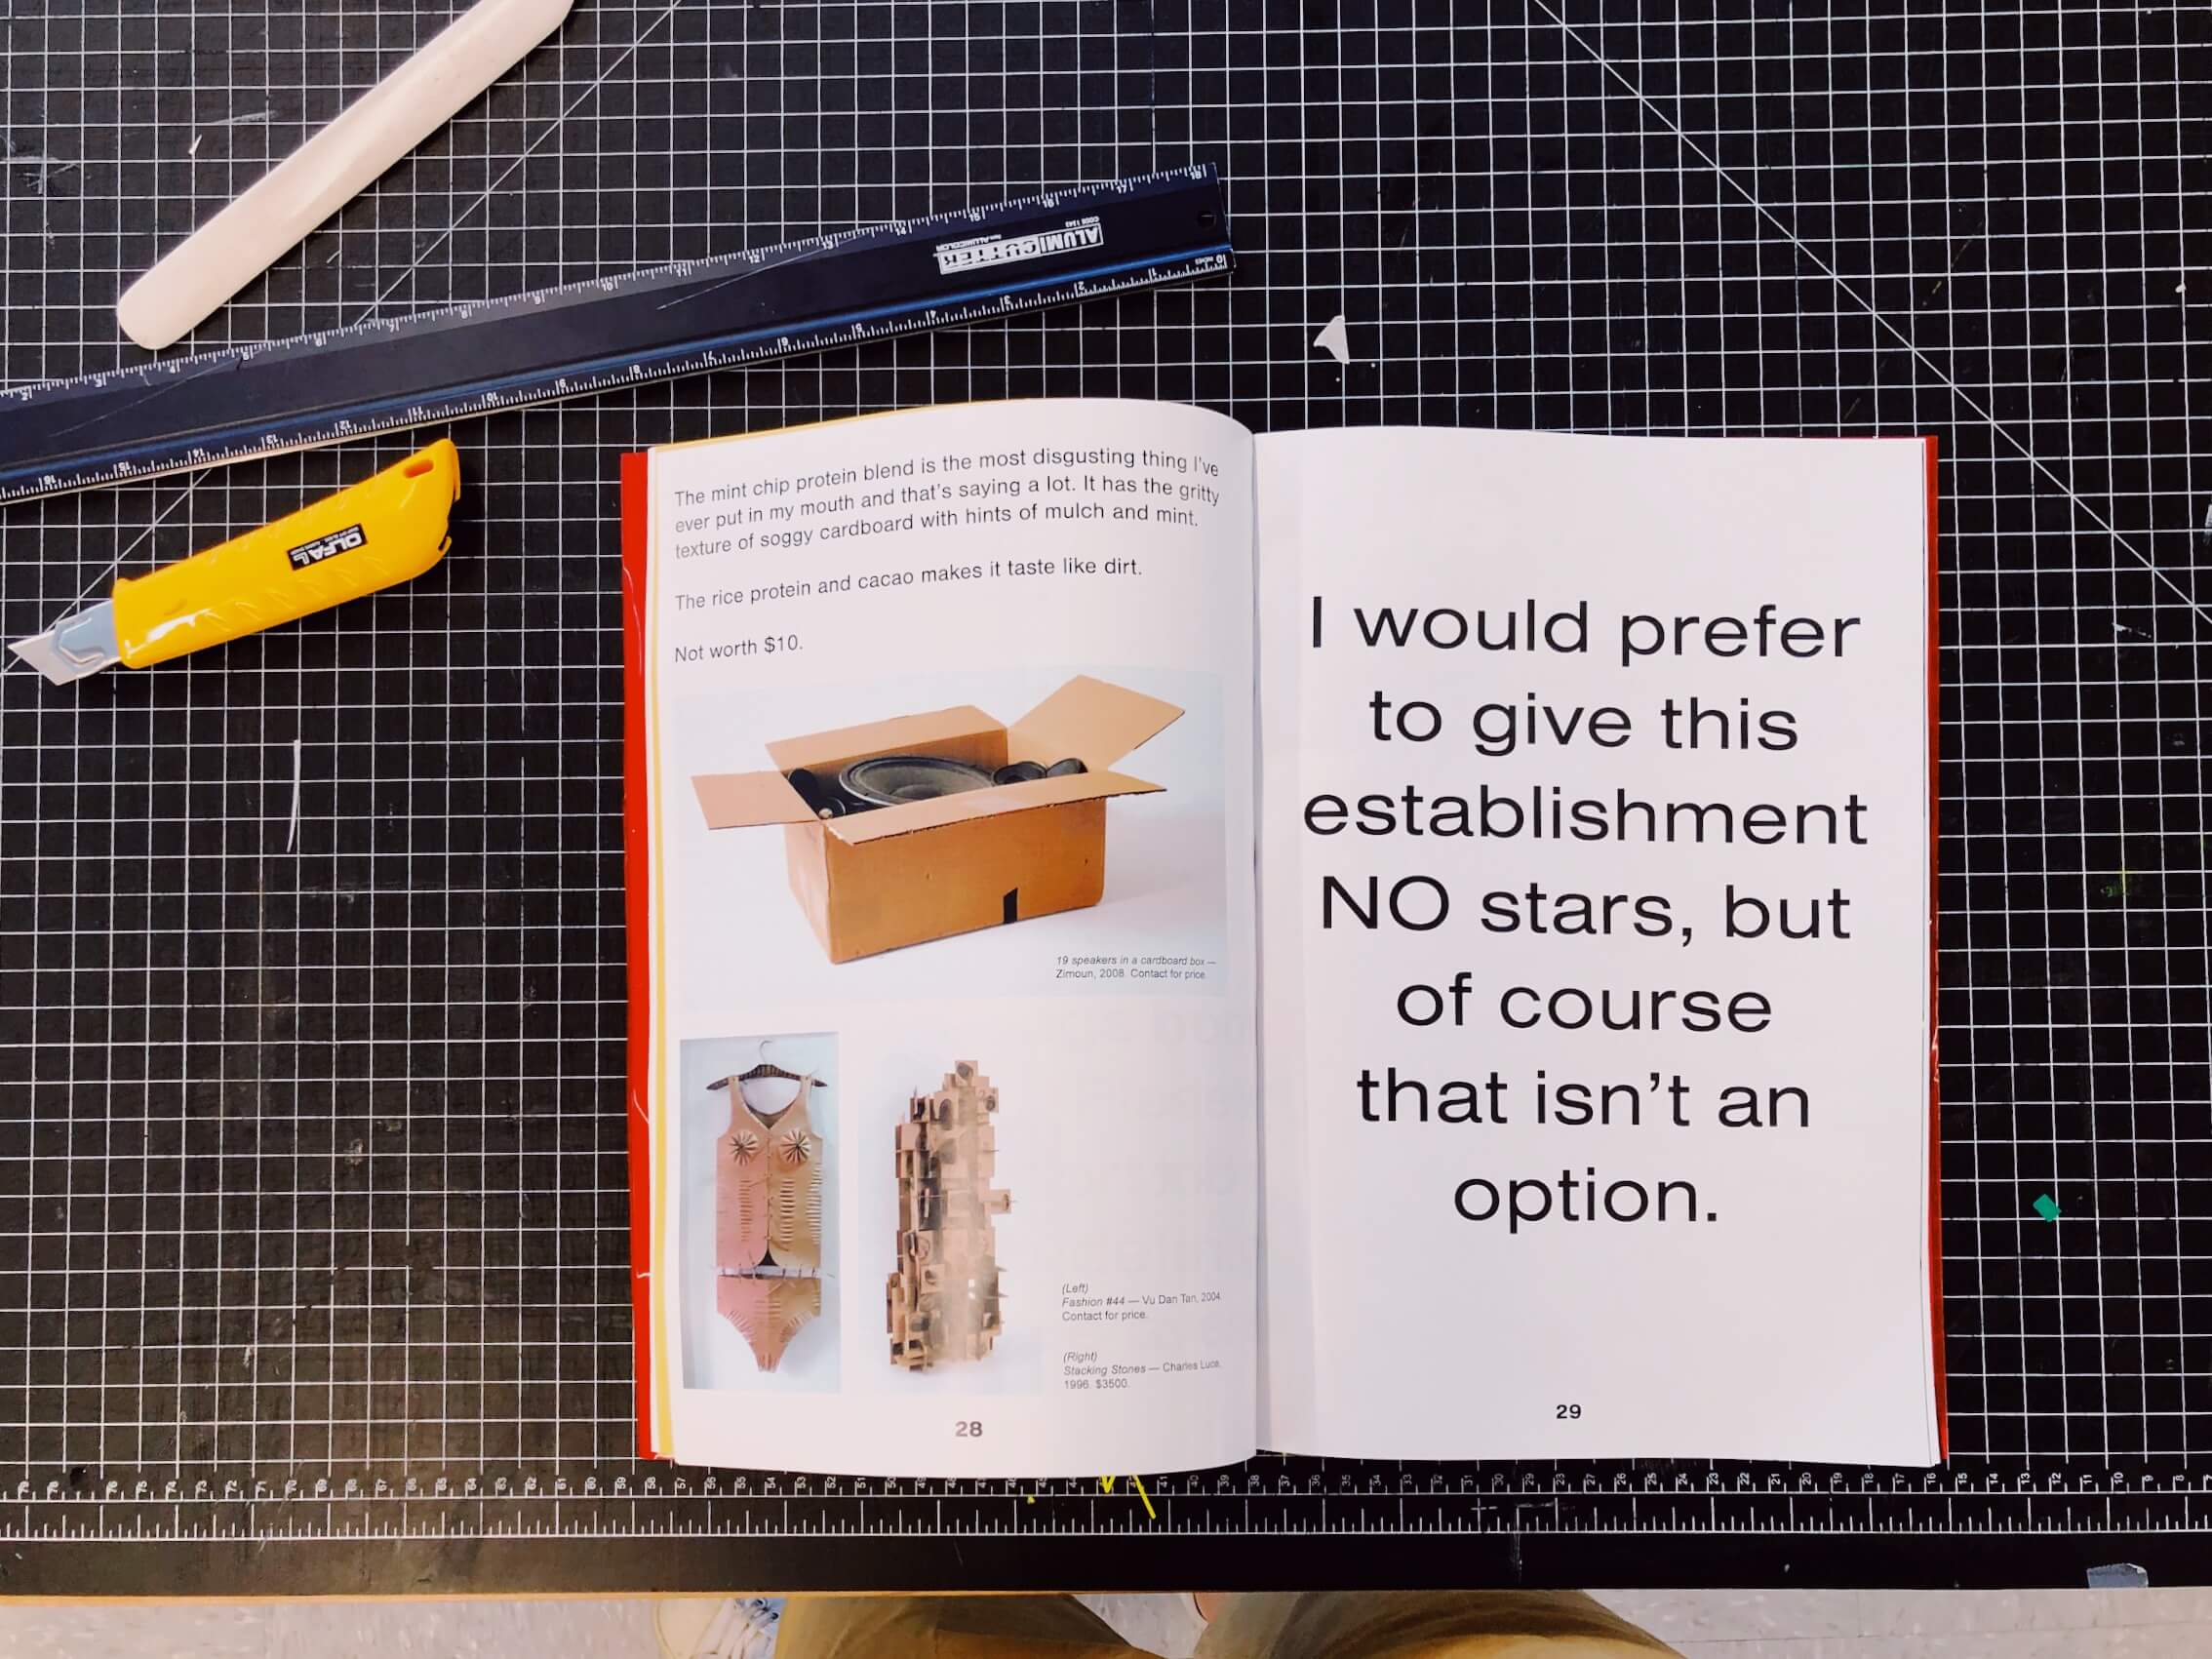 ALUMICUTTER
OLFA
The mint chip protein blend is the most disgusting thing I've
ever put in my mouth and that's saying a lot. It has the gritty
texture of soggy cardboard with hints of mulch and mint.
The rice protein and cacao makes it taste like dirt.
Not worth $10.
19 speakers in a cardboard box —
Zimoun, 2008. Contact for price.
(Left)
Fashion #44 — Vu Dan Tan, 2004.
Contact for price.
(Right)
Stacking Stones — Charles Luce,
1996. $3500.
28
I would prefer
to give this
establishment
NO stars, but
of course
that isn't an
option.
29